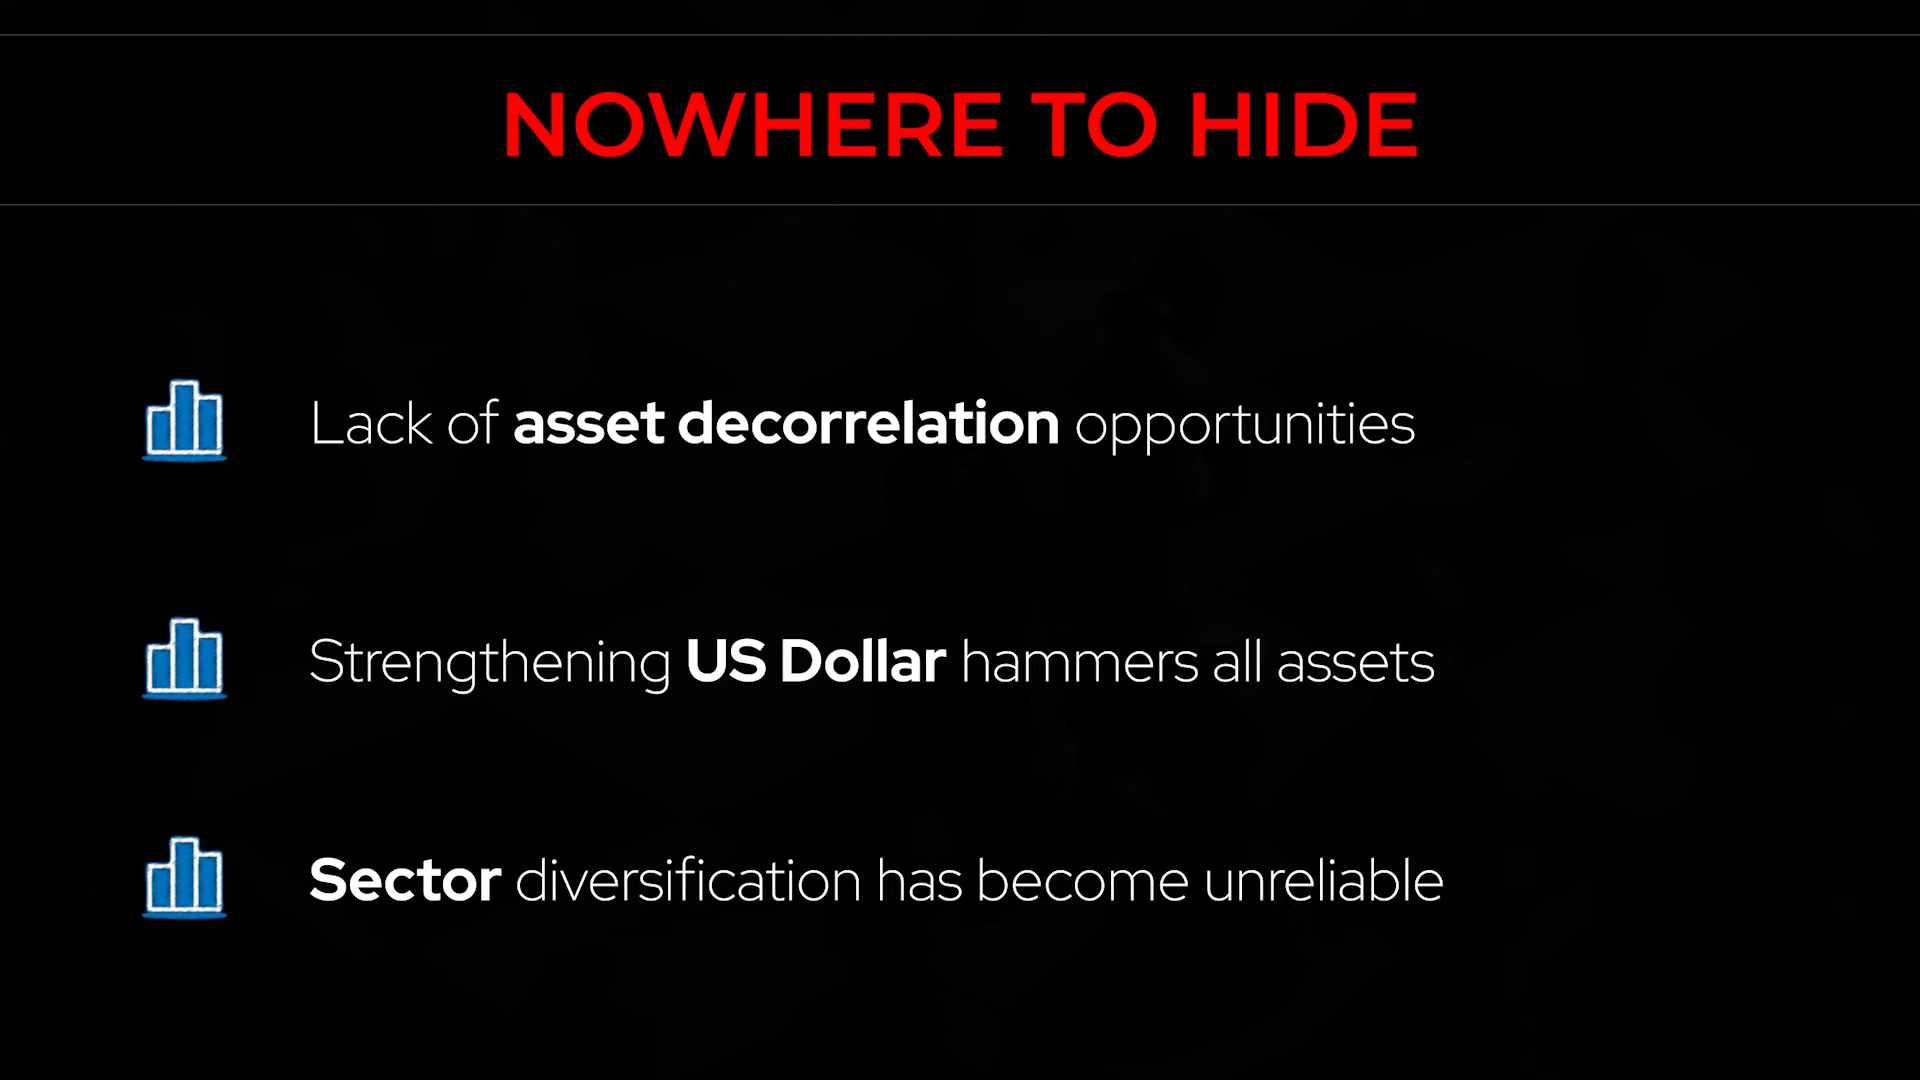 NOWHERE TO HIDE
Lack of asset decorrelation opportunities
Strengthening US Dollar hammers all assets
Sector diversification has become unreliable